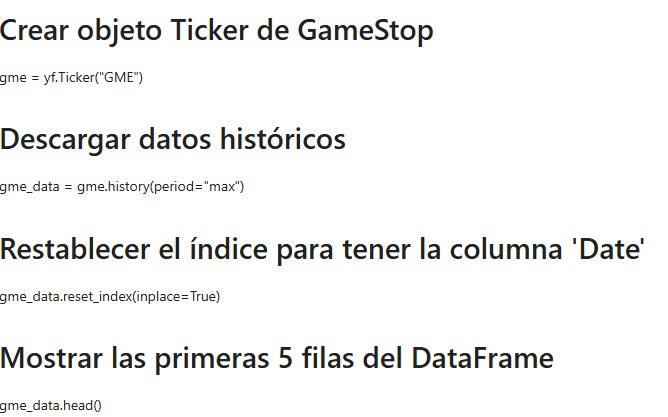 Crear objeto Ticker de GameStop
gme = yf.Ticker("GME")
Descargar datos históricos
gme_data = gme.history(period="max")
Restablecer el índice para tener la columna 'Date'
gme_data.reset_index(inplace=True)
Mostrar las primeras 5 filas del DataFrame
gme_data.head()